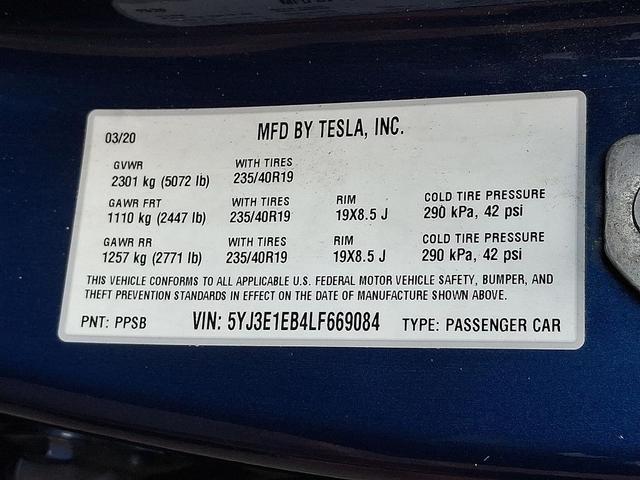 03/20 MFD BY TESLA, INC.
GVWR WITH TIRES
2301 kg (5072 lb) 235/40R19
GAWR FRT WITH TIRES RIM COLD TIRE PRESSURE
1110 kg (2447 lb) 235/40R19 19X8.5 J 290 kPa, 42 psi
GAWR RR WITH TIRES RIM COLD TIRE PRESSURE
1257 kg (2771 lb) 235/40R19 19X8.5 J 290 kPa, 42 psi
THIS VEHICLE CONFORMS TO ALL APPLICABLE U.S. FEDERAL MOTOR VEHICLE SAFETY, BUMPER, AND
THEFT PREVENTION STANDARDS IN EFFECT ON THE DATE OF MANUFACTURE SHOWN ABOVE.
PNT: PPSB VIN: 5YJ3E1EB4LF669084 TYPE: PASSENGER CAR